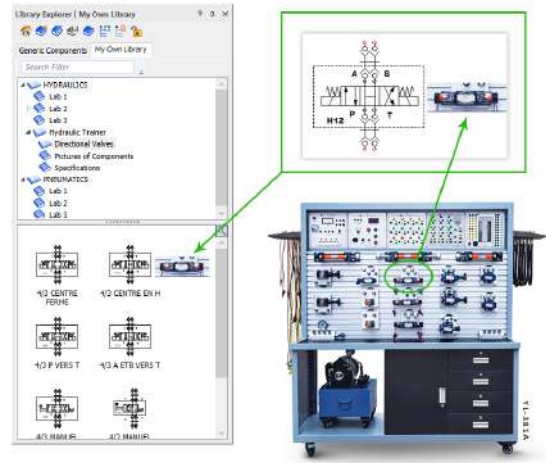 Library Explorer | My Own Library
Generic Components
My Own Library
Search Filter
HYDRAULICS
Lab 1
Lab 2
Lab 3
Hydraulic Trainer
Directional Valves
Pictures of Components
Specifications
PNEUMATICS
Lab 1
Lab 2
Lab 3
4/3 CENTRE
FERME
4/3 CENTRE EN H
4/3 P VERS T
4/3 A ETB VERS T
4/3 MANUEL
4/2 MANUEL
A B
P T
H12
YL-381A